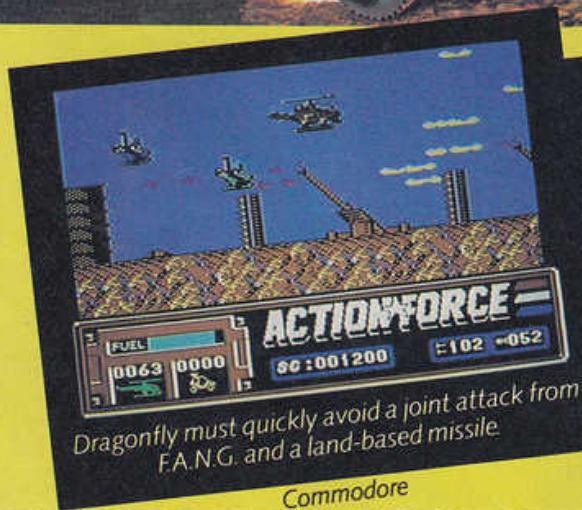 ACTION FORCE
FUEL
0063 0000
SC:001200
102 052
Dragonfly must quickly avoid a joint attack from
F.A.N.G. and a land-based missile.
Commodore